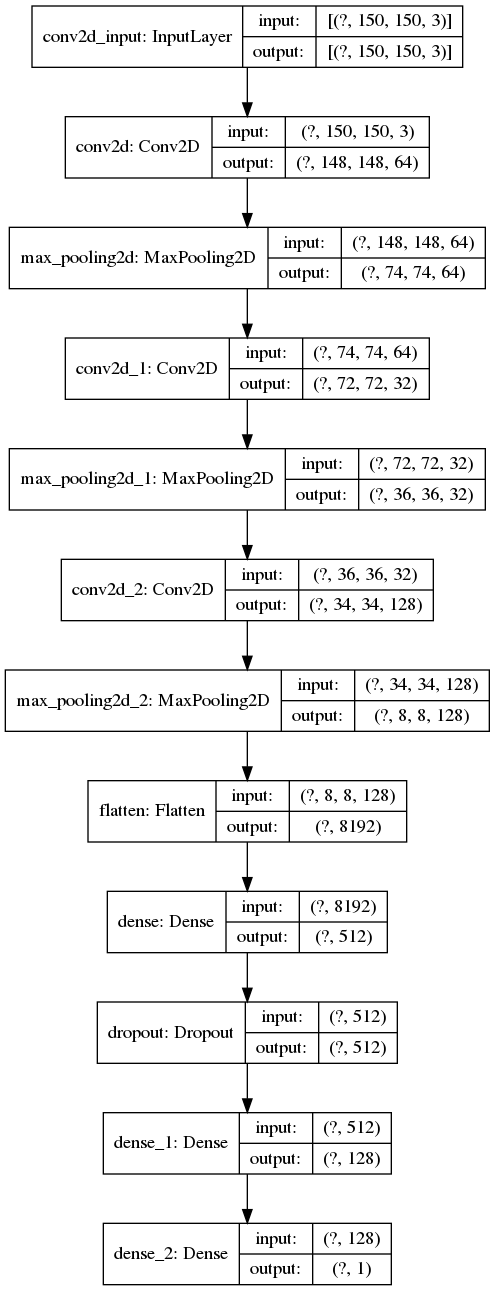 conv2d_input: InputLayer
input: [(?, 150, 150, 3)]
output: [(?, 150, 150, 3)]
conv2d: Conv2D
input: (?, 150, 150, 3)
output: (?, 148, 148, 64)
max_pooling2d: MaxPooling2D
input: (?, 148, 148, 64)
output: (?, 74, 74, 64)
conv2d_1: Conv2D
input: (?, 74, 74, 64)
output: (?, 72, 72, 32)
max_pooling2d_1: MaxPooling2D
input: (?, 72, 72, 32)
output: (?, 36, 36, 32)
conv2d_2: Conv2D
input: (?, 36, 36, 32)
output: (?, 34, 34, 128)
max_pooling2d_2: MaxPooling2D
input: (?, 34, 34, 128)
output: (?, 8, 8, 128)
flatten: Flatten
input: (?, 8, 8, 128)
output: (?, 8192)
dense: Dense
input: (?, 8192)
output: (?, 512)
dropout: Dropout
input: (?, 512)
output: (?, 512)
dense_1: Dense
input: (?, 512)
output: (?, 128)
dense_2: Dense
input: (?, 128)
output: (?, 1)